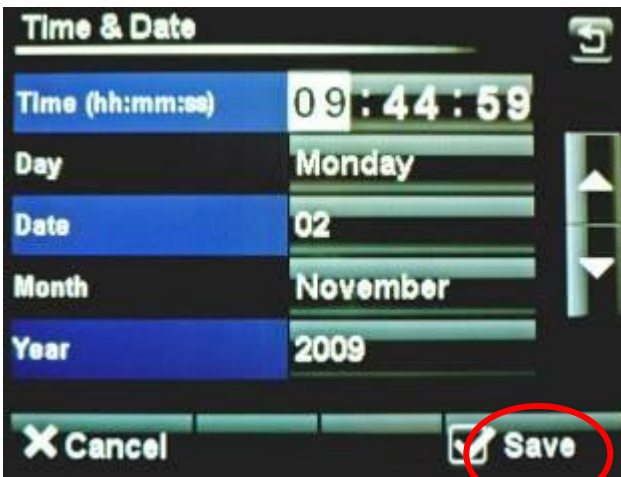 Time & Date
Time (hh:mm:ss) 09:44:59
Day Monday
Date 02
Month November
Year 2009
Cancel Save